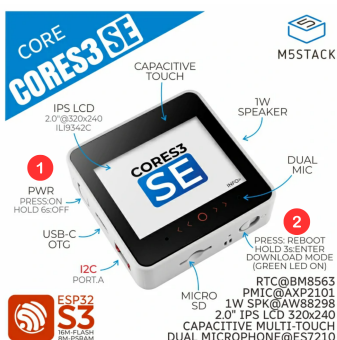 CORE
CORES3 SE
M5STACK
CAPACITIVE
TOUCH
IPS LCD
2.0"@320x240
ILI9342C
1W
SPEAKER
CORES3
SE
INFO>
DUAL
MIC
1
PWR
PRESS:ON
HOLD 6s:OFF
USB-C
OTG
I2C
PORT.A
MICRO
SD
2
PRESS: REBOOT
HOLD 3s:ENTER
DOWNLOAD MODE
(GREEN LED ON)
ESP32
S3
16M-FLASH
8M-PSRAM
RTC@BM8563
PMIC@AXP2101
1W SPK@AW88298
2.0" IPS LCD 320x240
CAPACITIVE MULTI-TOUCH
DUAL MICROPHONE@ES7210